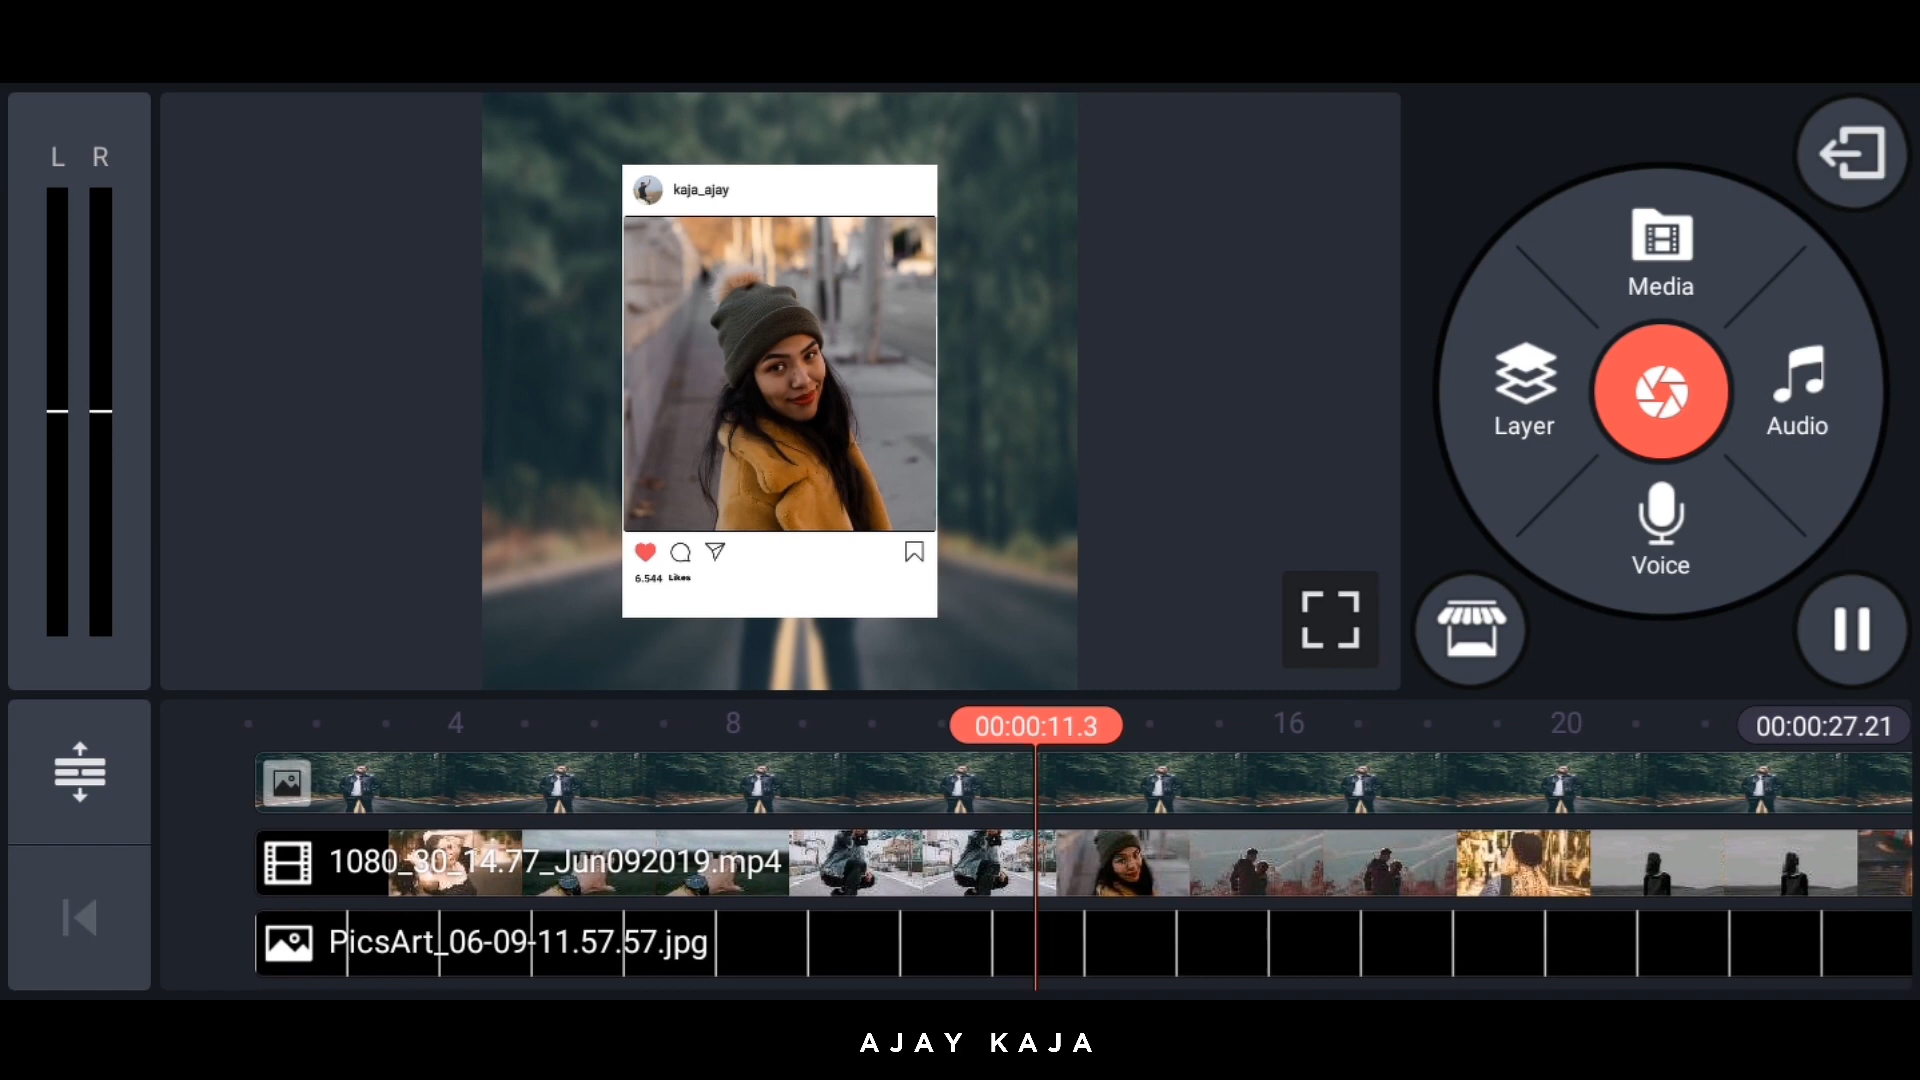 L R
kaja_ajay
6.544 Likes
Media
Layer
Audio
Voice
4 8 00:00:11.3 16 20 00:00:27.21
1080_30_14.77_Jun092019.mp4
PicsArt_06-09-11.57.57.jpg
AJAY KAJA